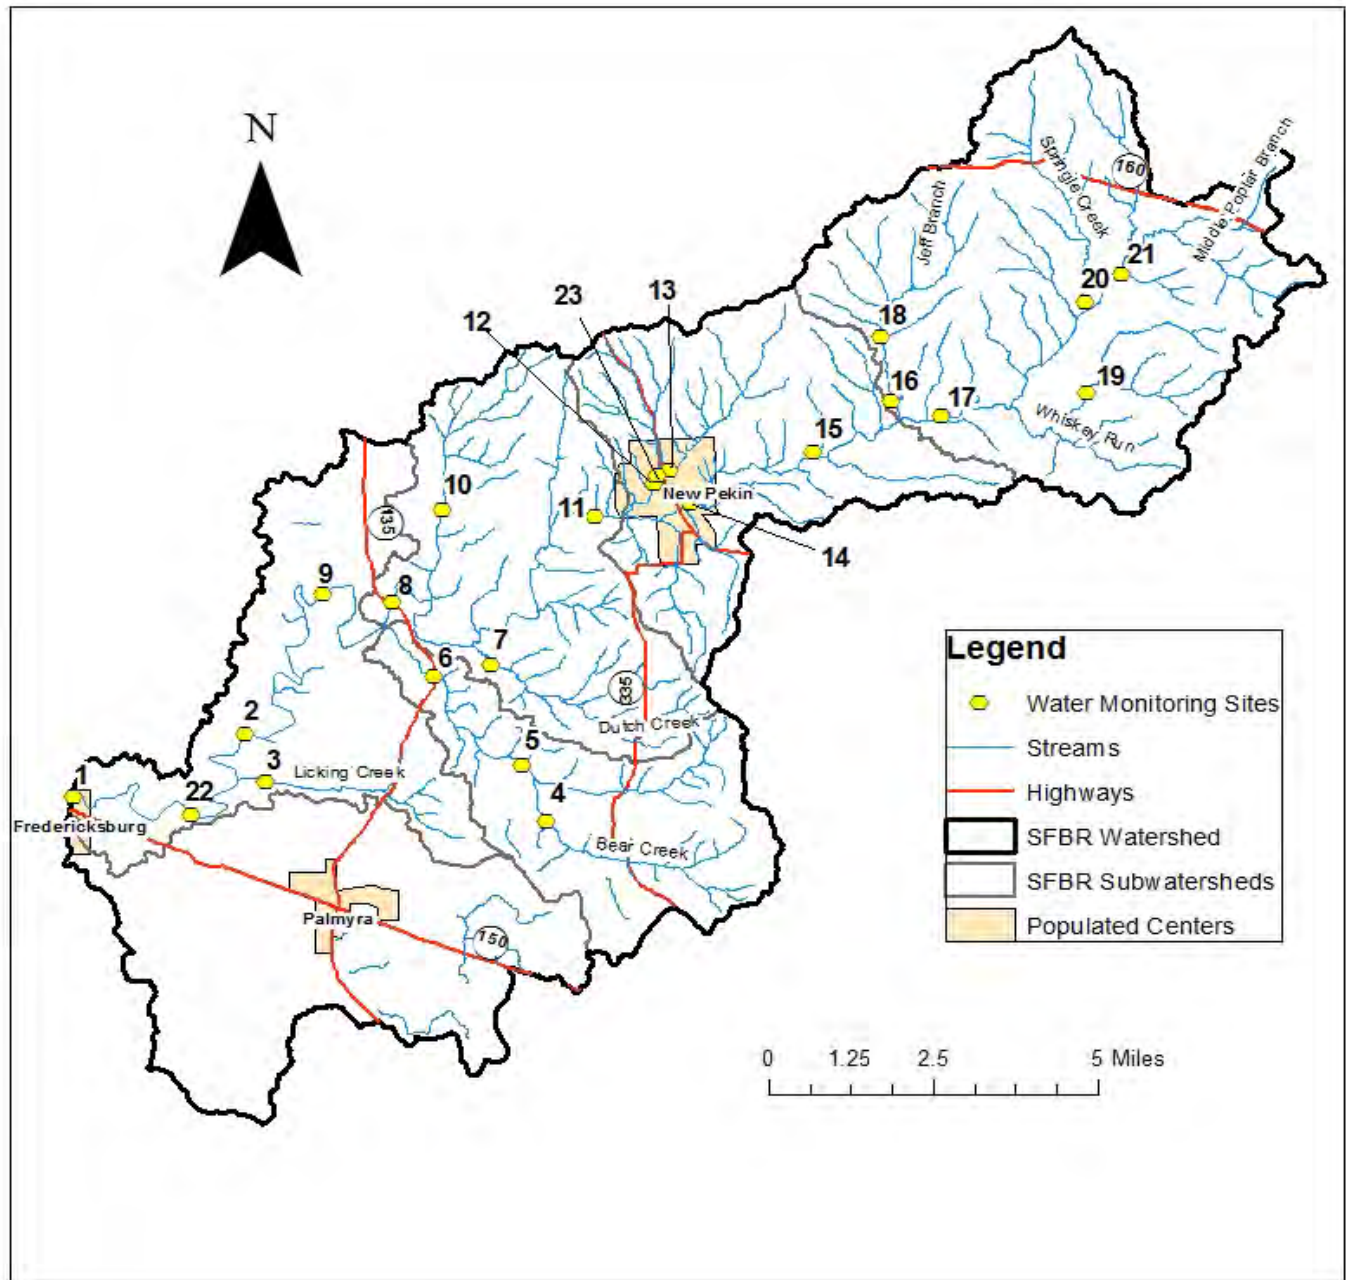 N
160
Springle Creek
Middle Poplar Branch
Jeff Branch
21
20
23
13
12
18
19
16
17
Whiskey Run
15
10
New Pekin
11
135
14
9
8
7
6
335
Dutch Creek
2
5
3
Licking Creek
1
22
4
Fredericksburg
Bear Creek
Palmyra
150
Legend
Water Monitoring Sites
Streams
Highways
SFBR Watershed
SFBR Subwatersheds
Populated Centers
0 1.25 2.5 5 Miles